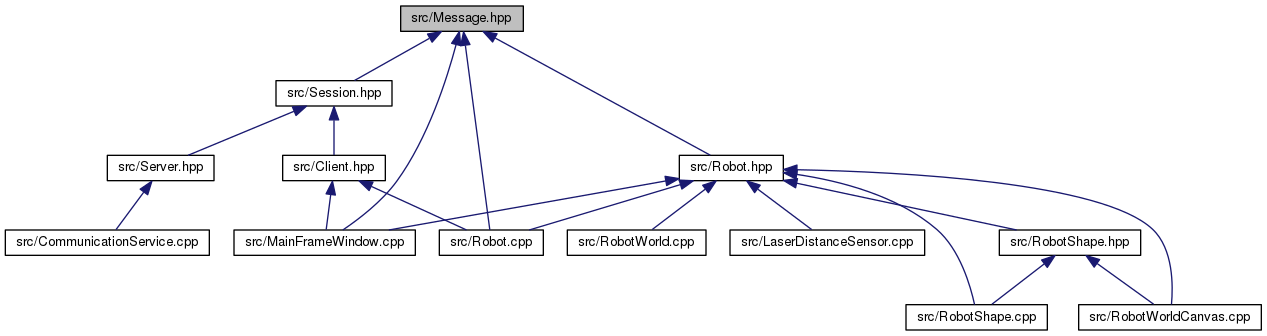 src/Message.hpp
src/Session.hpp
src/Server.hpp
src/Client.hpp
src/Robot.hpp
src/CommunicationService.cpp
src/MainFrameWindow.cpp
src/Robot.cpp
src/RobotWorld.cpp
src/LaserDistanceSensor.cpp
src/RobotShape.hpp
src/RobotShape.cpp
src/RobotWorldCanvas.cpp